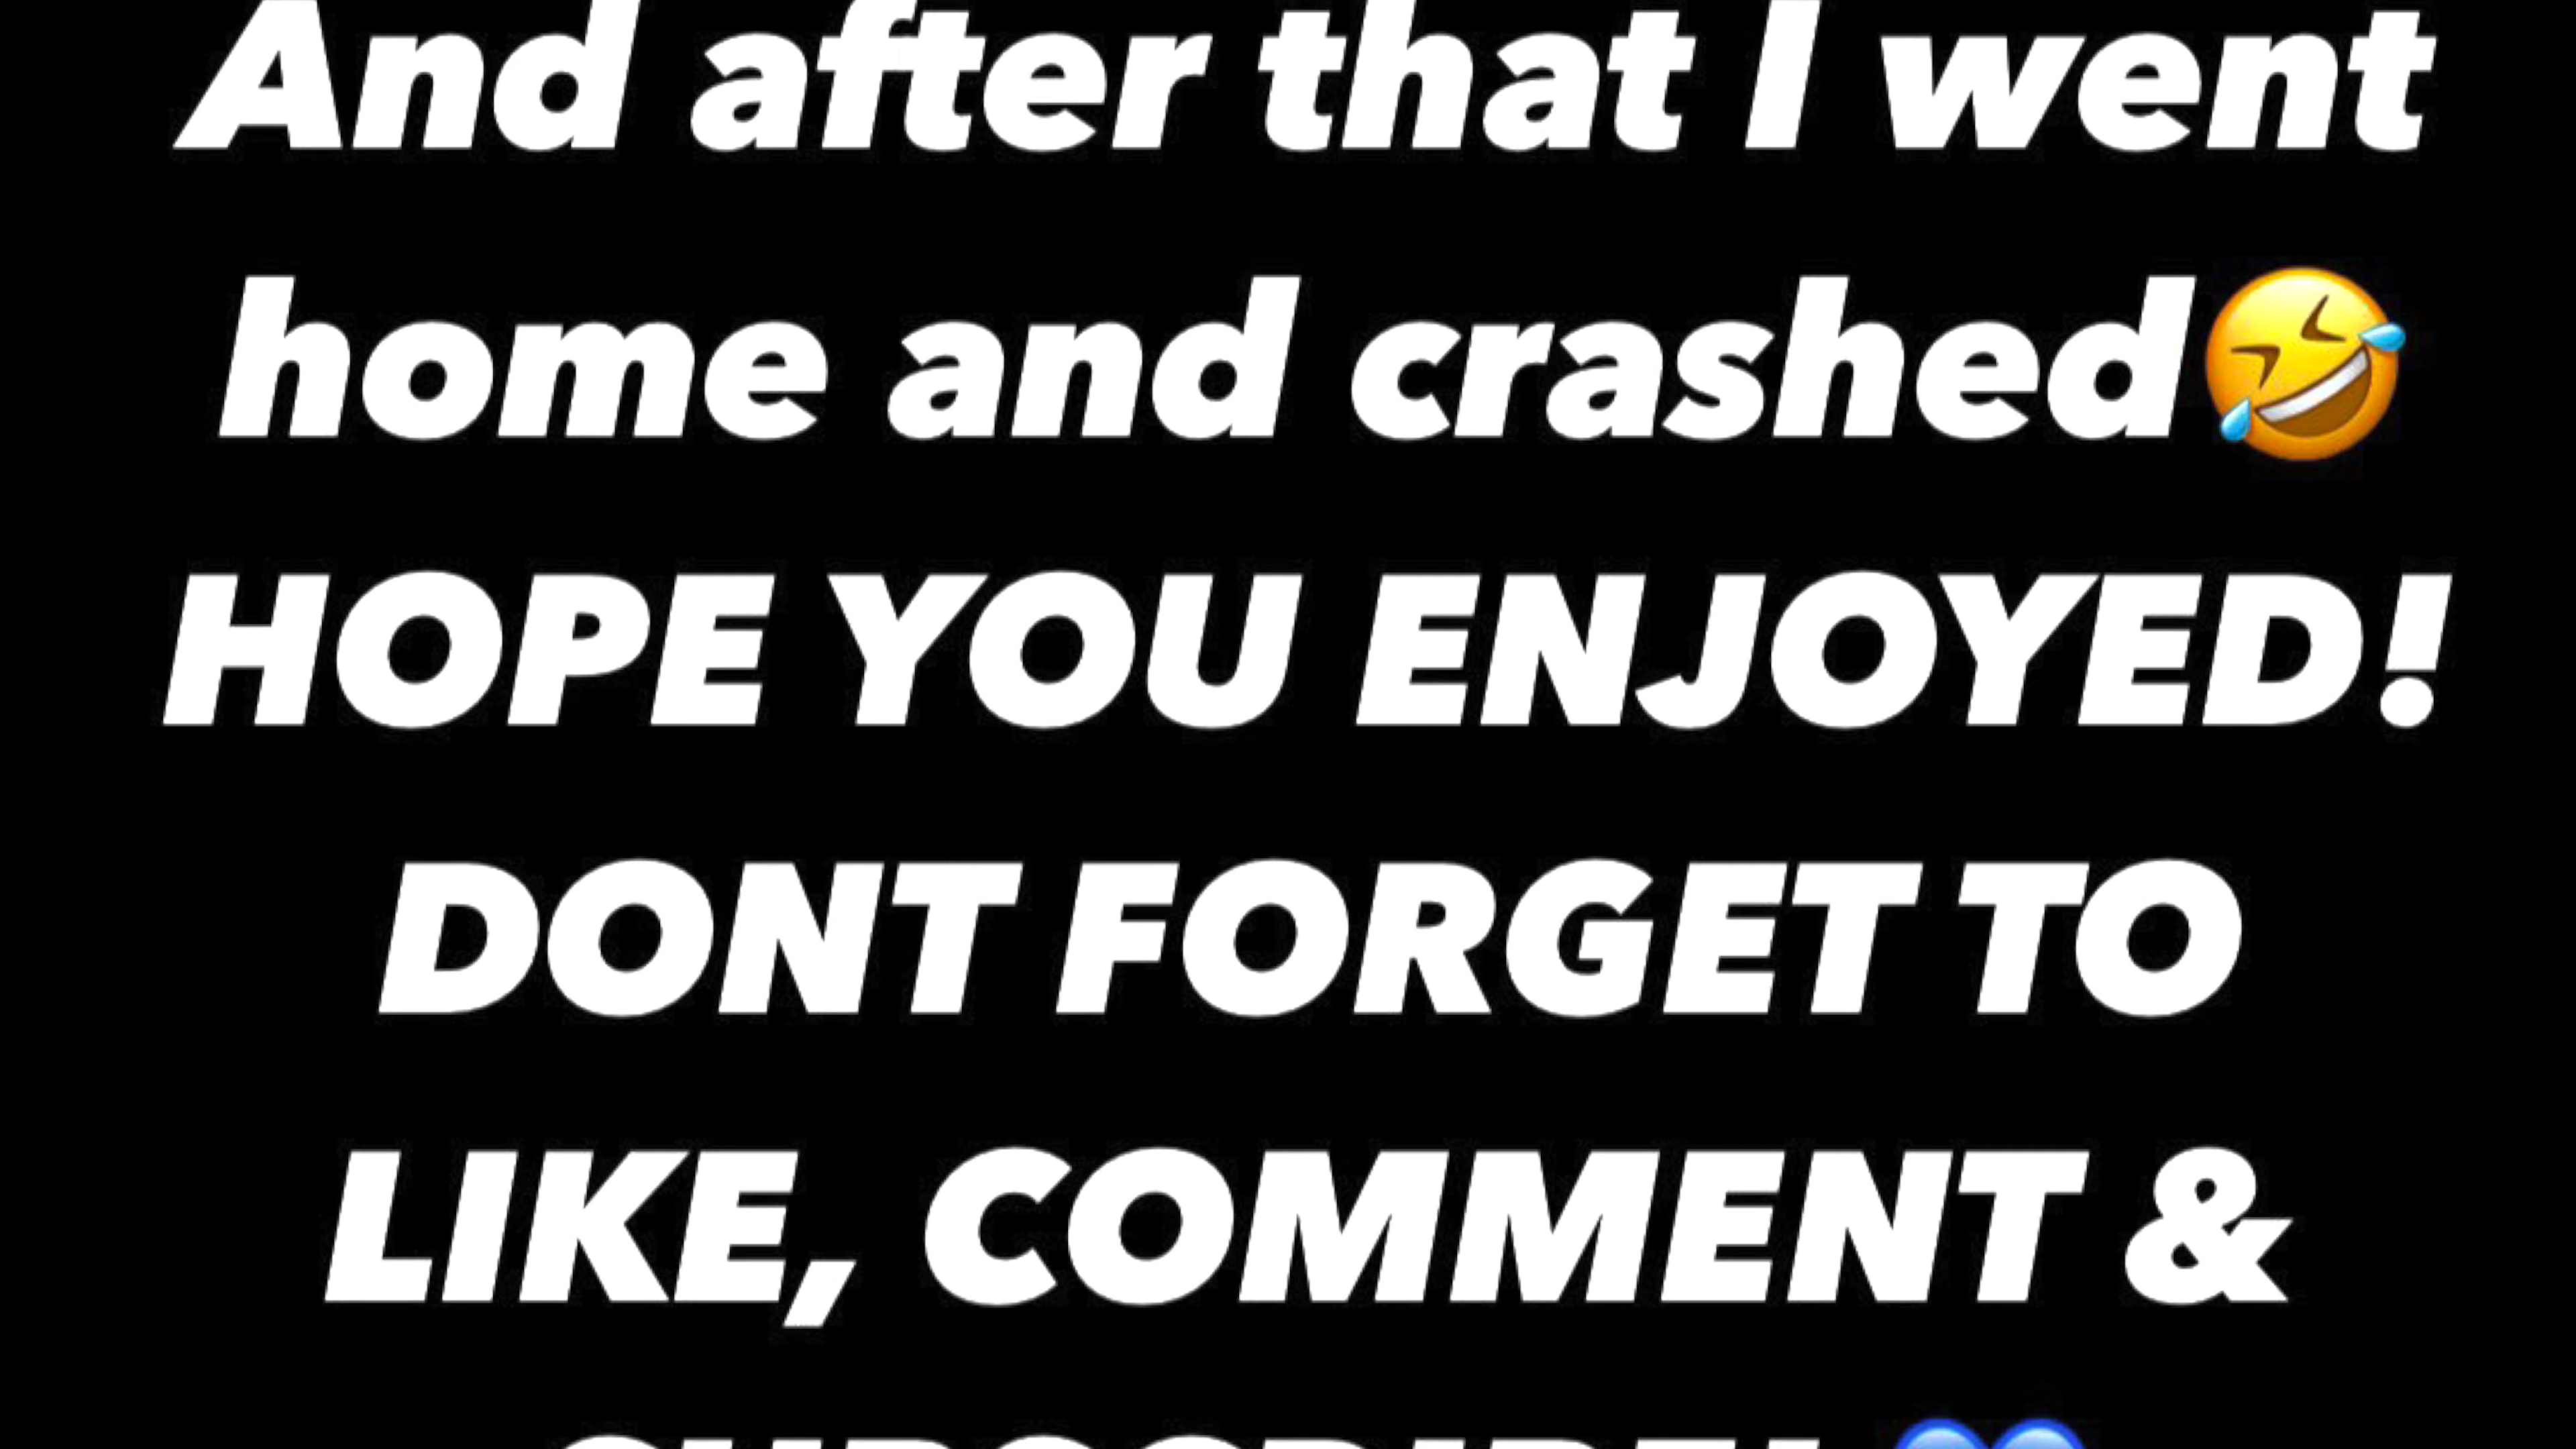 And after that I went
home and crashed🤣
HOPE YOU ENJOYED!
DONT FORGET TO
LIKE, COMMENT &